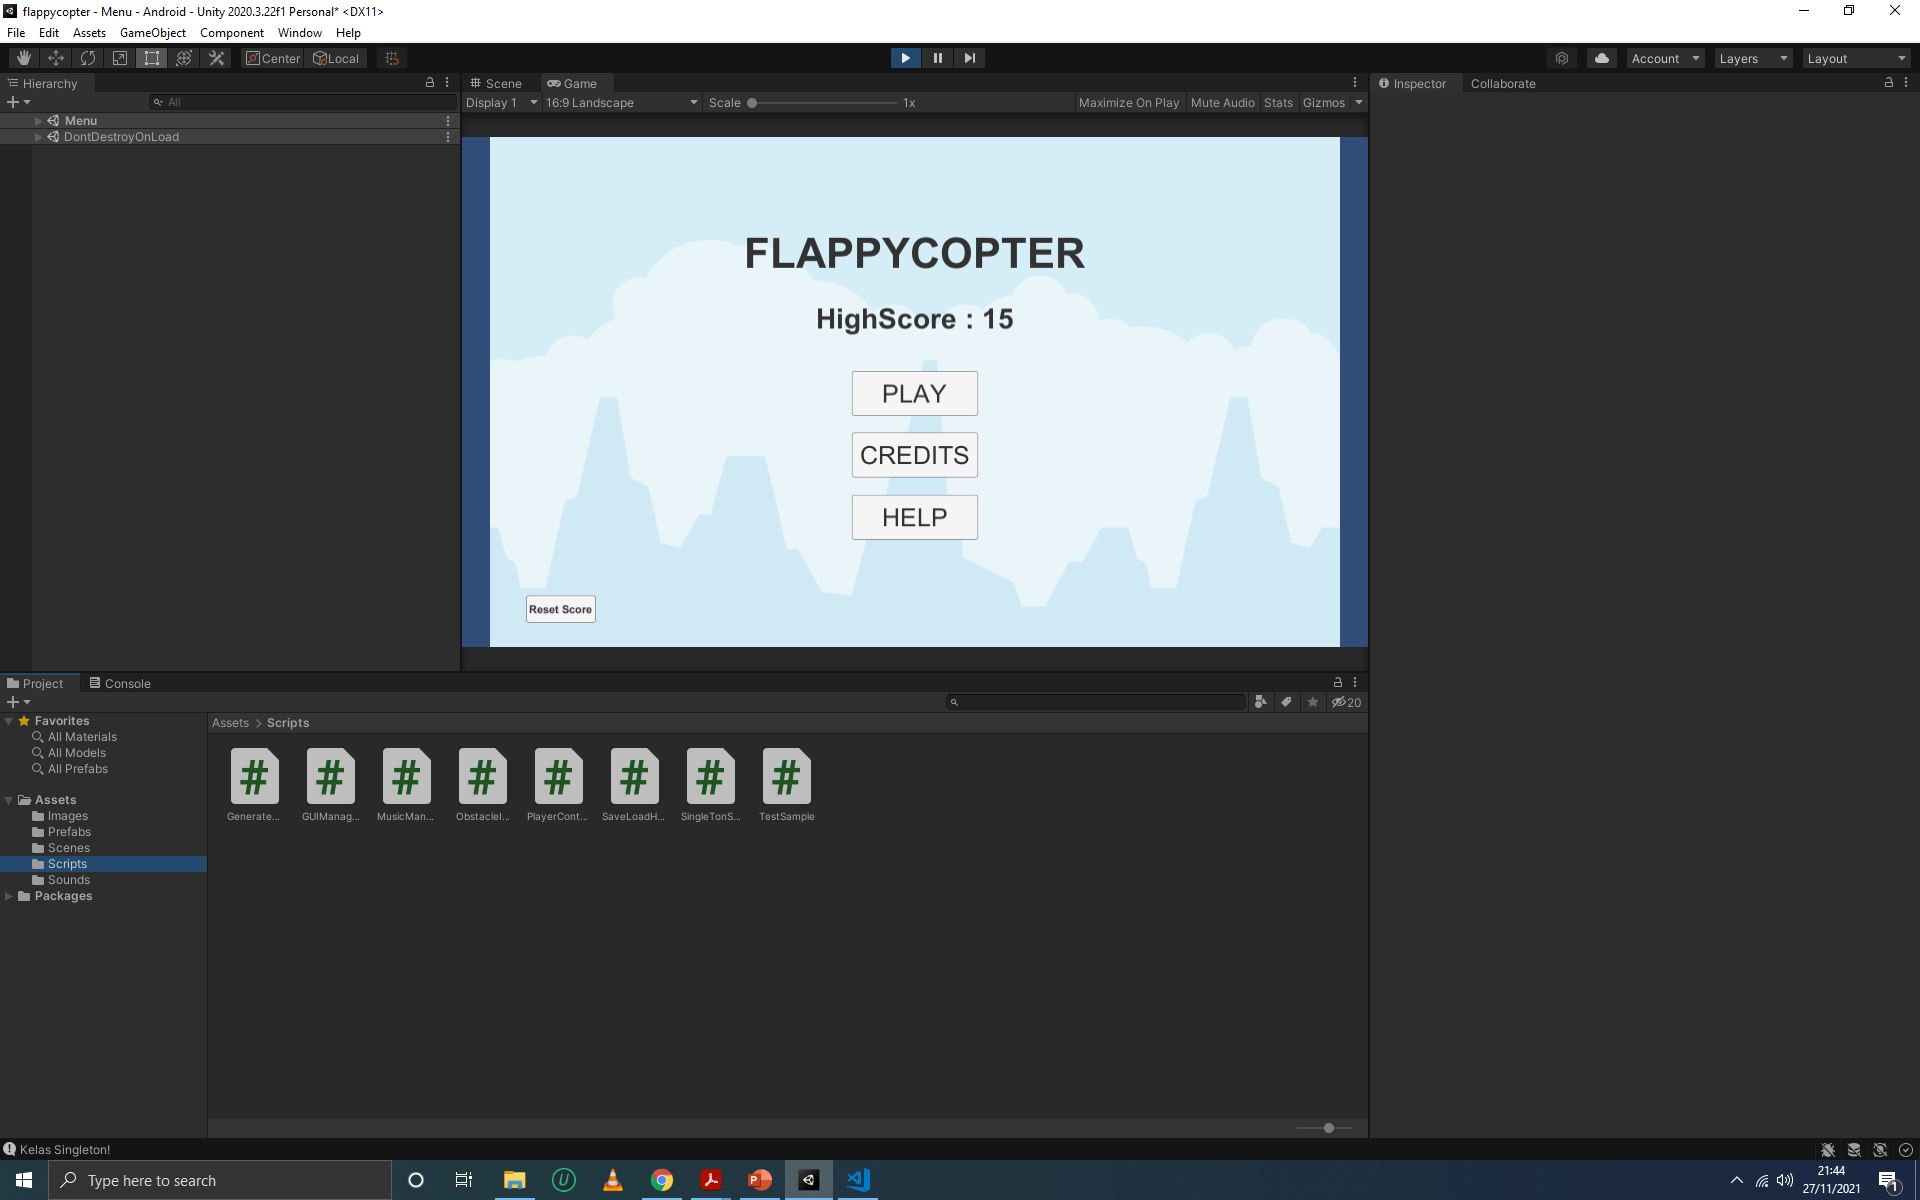 flappycopter - Menu - Android - Unity 2020.3.22f1 Personal* <DX11>
File Edit Assets GameObject Component Window Help
Center Local Account Layers Layout
Hierarchy
All
Menu
DontDestroyOnLoad
Scene Game
Display 1 16:9 Landscape Scale 1x Maximize On Play Mute Audio Stats Gizmos
FLAPPYCOPTER
HighScore : 15
PLAY
CREDITS
HELP
Reset Score
Inspector Collaborate
Project Console
20
Favorites
All Materials
All Models
All Prefabs
Assets
Images
Prefabs
Scenes
Scripts
Sounds
Packages
Assets > Scripts
Generate... GUIManag... MusicMan... ObstacleI... PlayerCont... SaveLoadH... SingleTonS... TestSample
Kelas Singleton!
Type here to search
21:44
27/11/2021
1